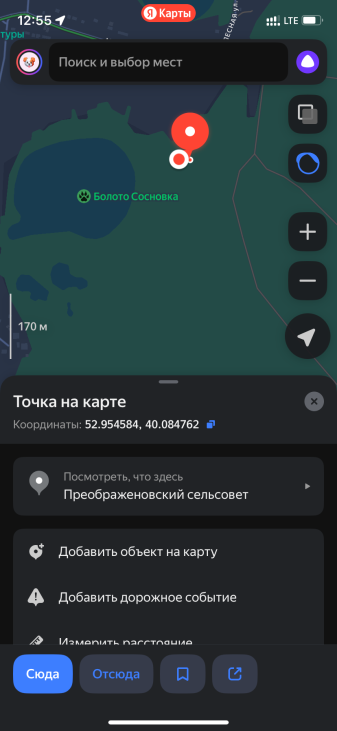 12:55
LTE
Я Карты
туры
Поиск и выбор мест
Болото Сосновка
170 м
Точка на карте
Координаты: 52.954584, 40.084762
Посмотреть, что здесь
Преображеновский сельсовет
Добавить объект на карту
Добавить дорожное событие
Измерить расстояние
Сюда
Отсюда